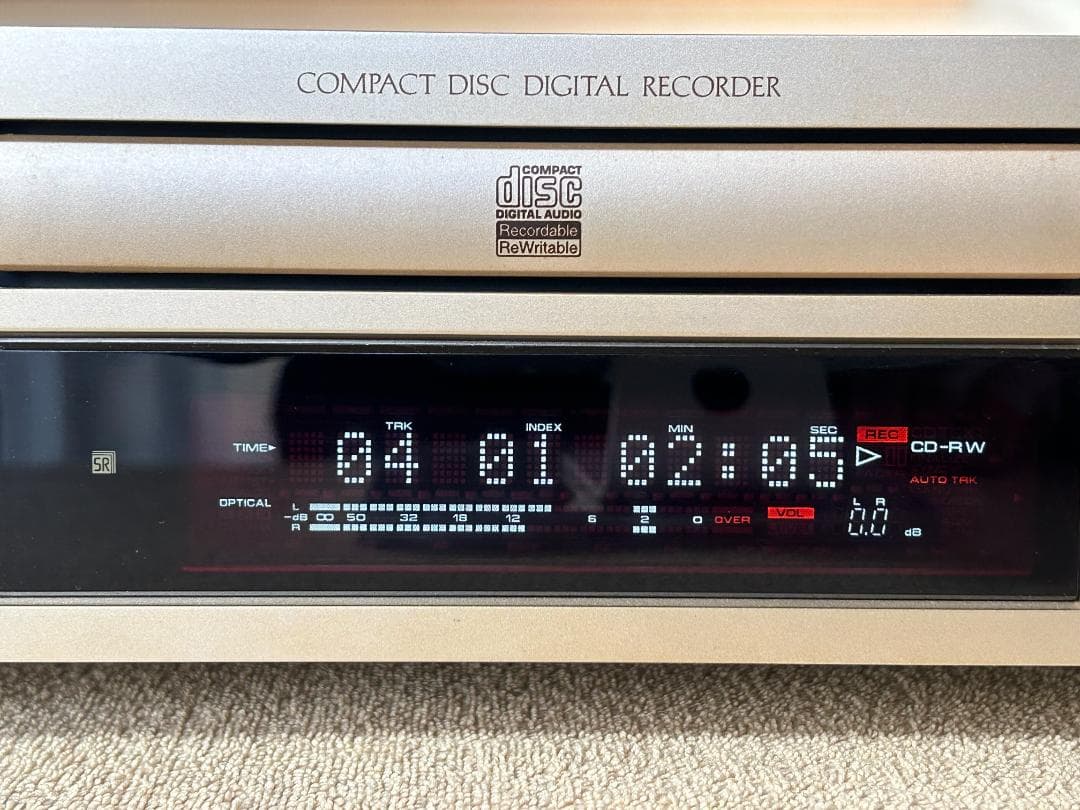 COMPACT DISC DIGITAL RECORDER
COMPACT
disc
DIGITAL AUDIO
Recordable
ReWritable
TRK INDEX MIN SEC REC
TIME 04 01 02:05 CD-RW
SR AUTO TRK
OPTICAL L L R
-dB ∞ 50 32 18 12 6 2 0 OVER VOL 0.0 dB
R